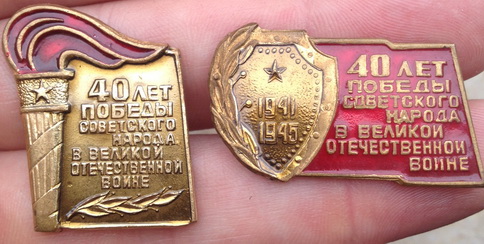 40 ЛЕТ
ПОБЕДЫ
СОВЕТСКОГО
НАРОДА
В ВЕЛИКОЙ
ОТЕЧЕСТВЕННОЙ
ВОЙНЕ
1941
1945
40 ЛЕТ
ПОБЕДЫ
СОВЕТСКОГО
НАРОДА
В ВЕЛИКОЙ
ОТЕЧЕСТВЕННОЙ
ВОЙНЕ